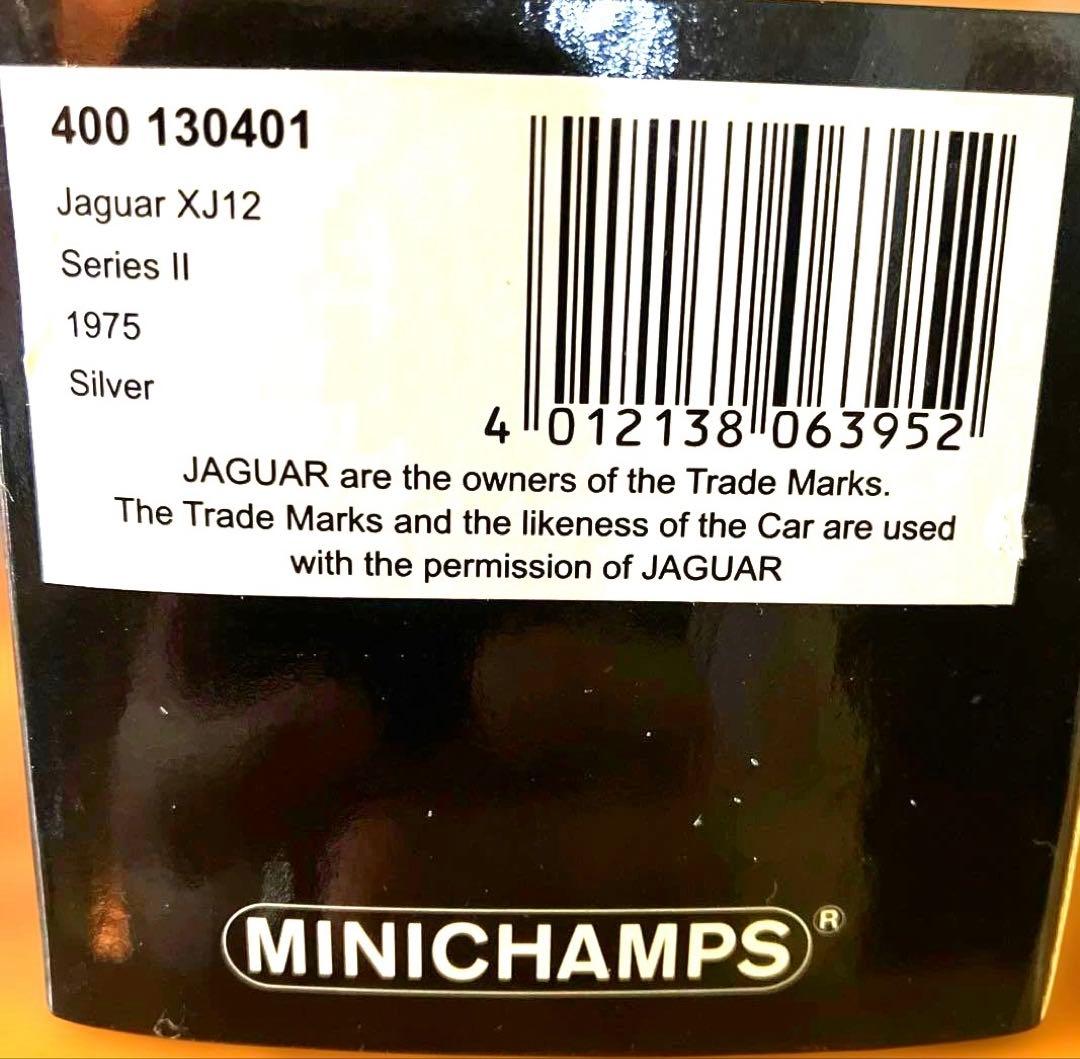 400 130401
Jaguar XJ12
Series II
1975
Silver
4 012138 063952
JAGUAR are the owners of the Trade Marks.
The Trade Marks and the likeness of the Car are used
with the permission of JAGUAR
MINICHAMPS®